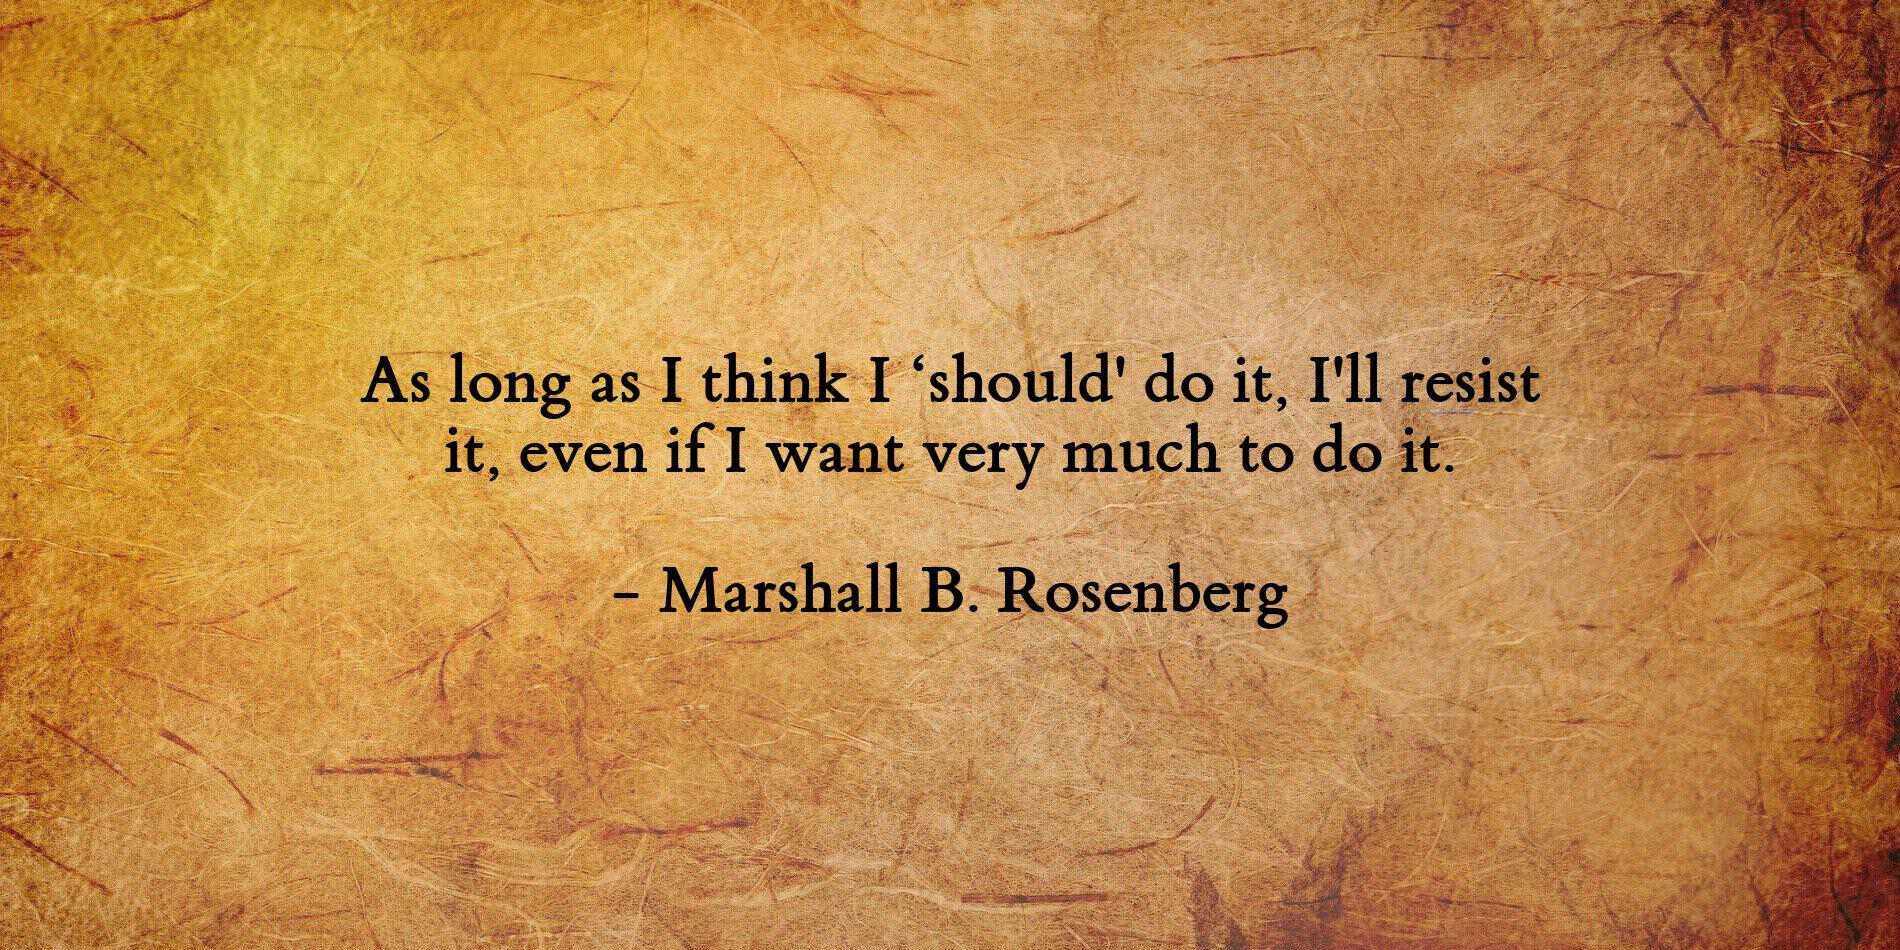 As long as I think I ‘should' do it, I'll resist
it, even if I want very much to do it.
– Marshall B. Rosenberg